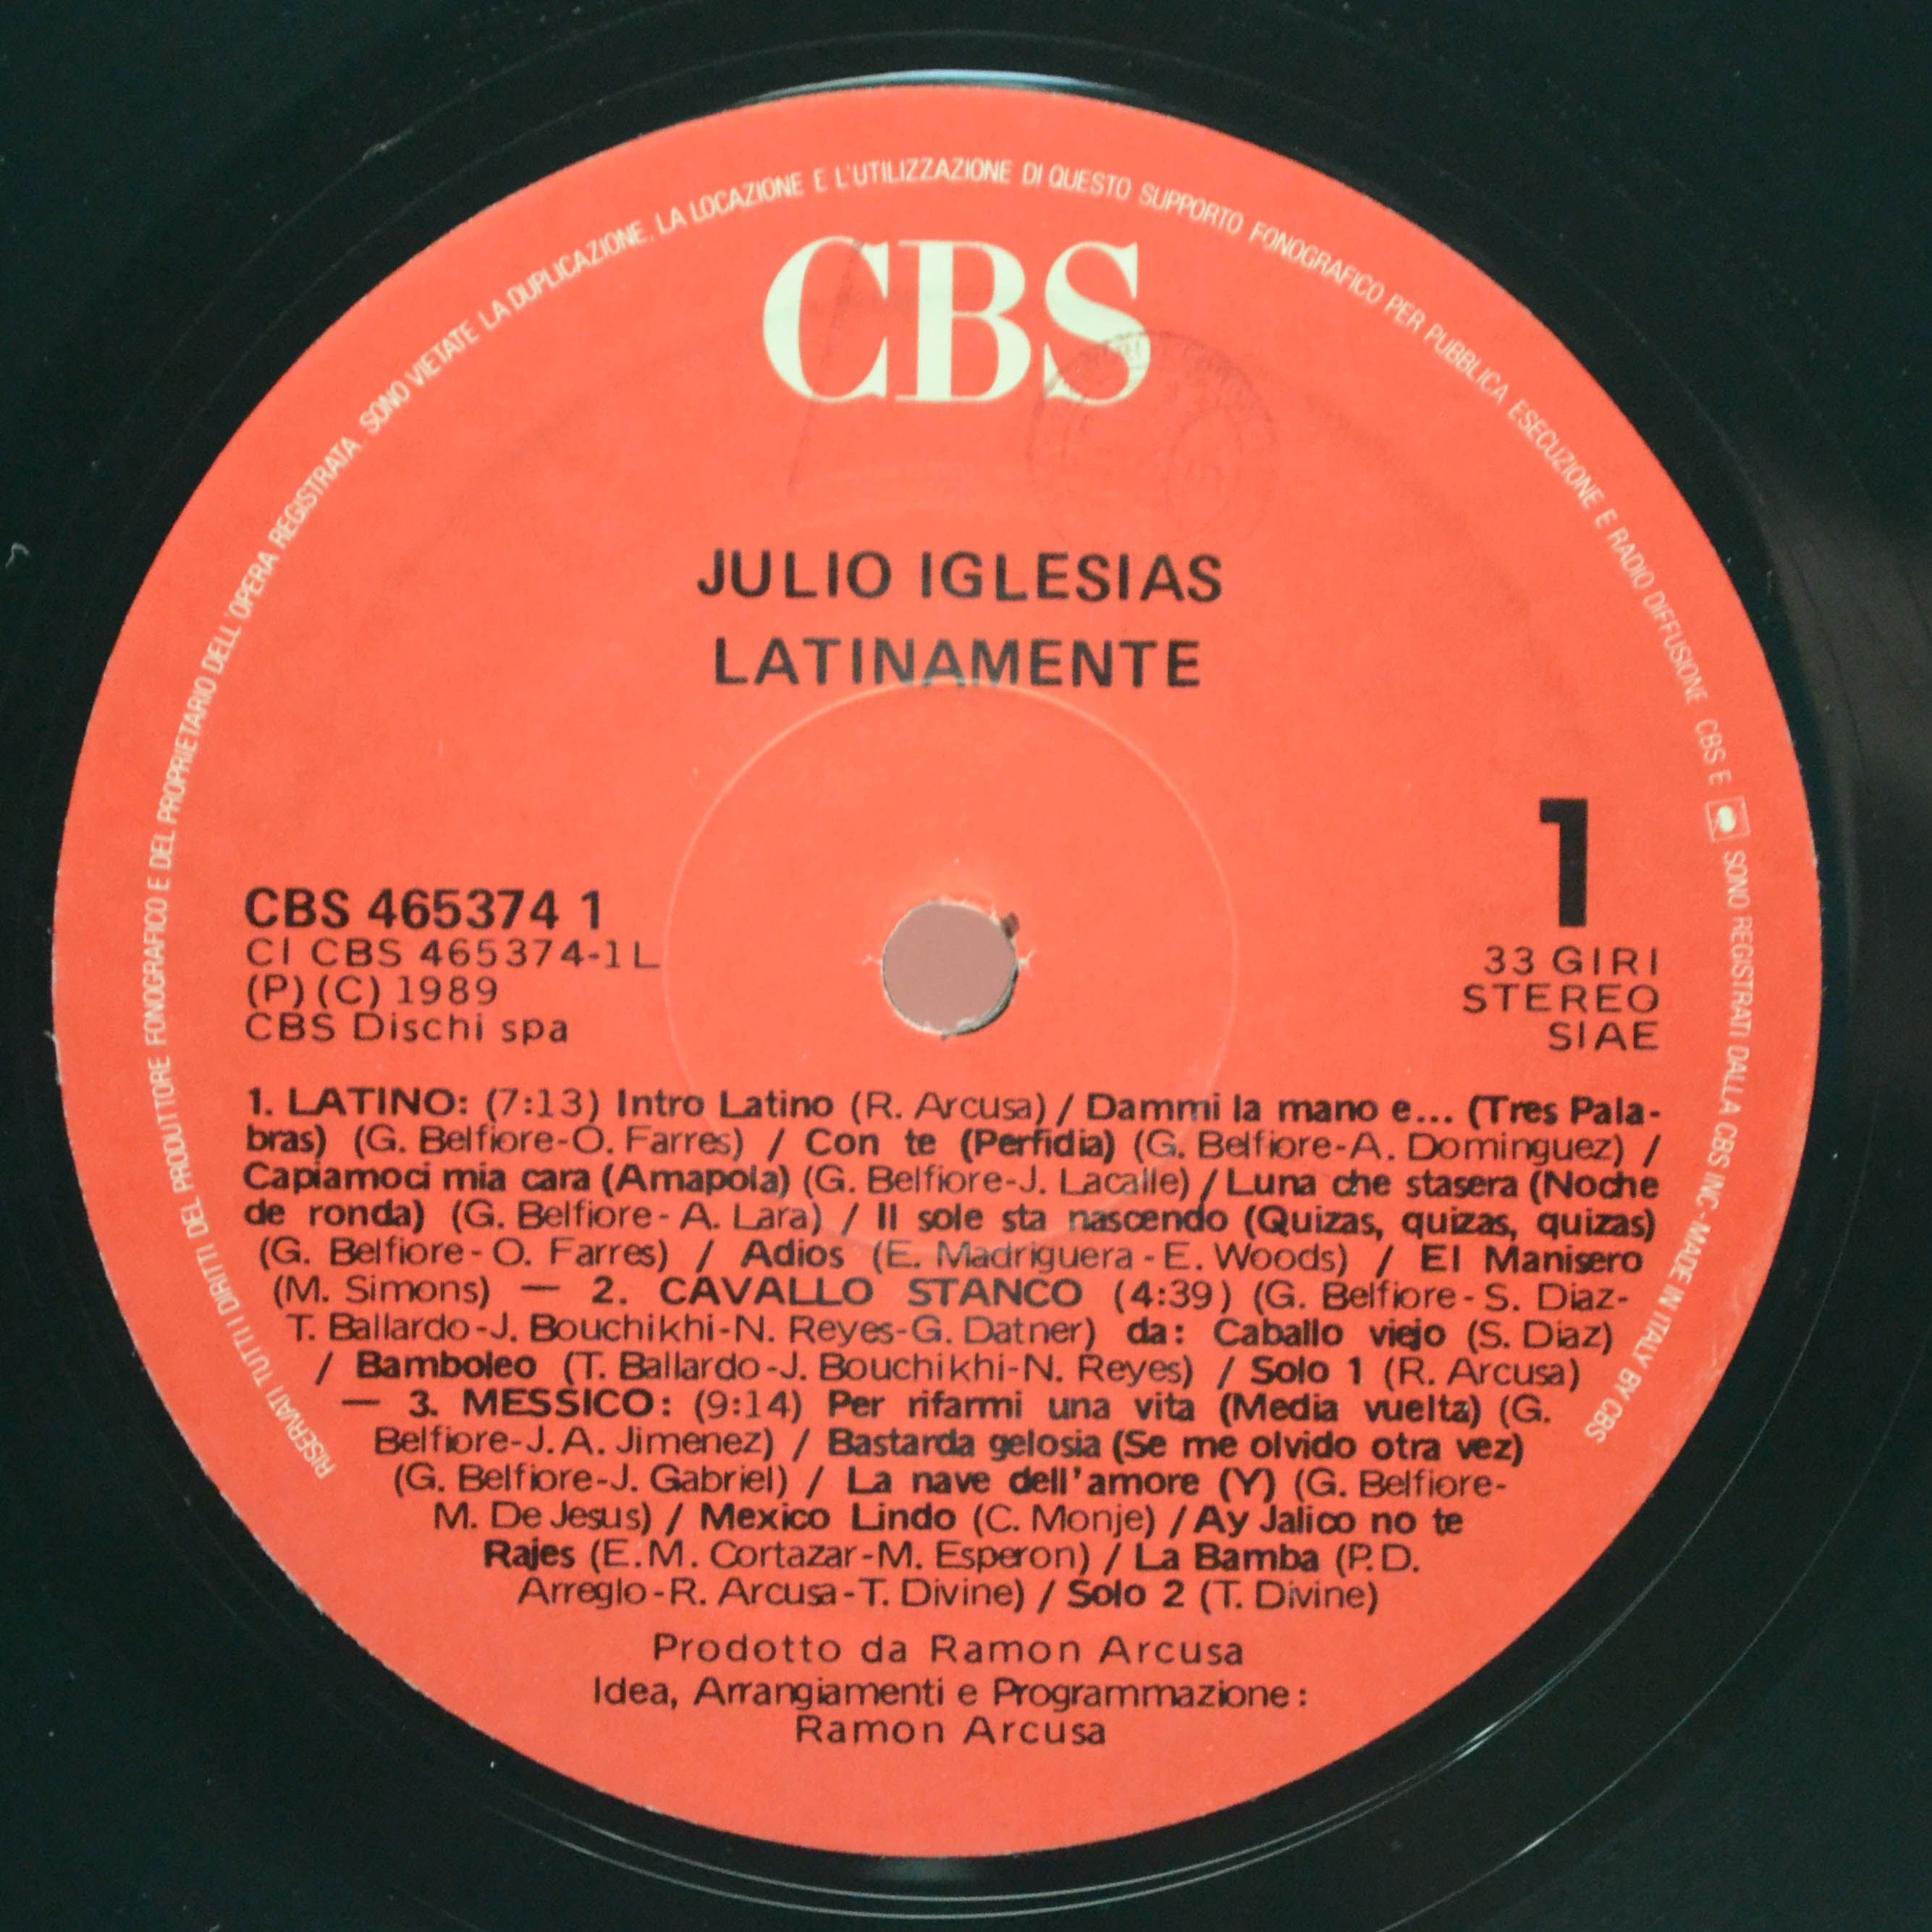 RISERVATI TUTTI I DIRITTI DEL PRODUTTORE FONOGRAFICO E DEL PROPRIETARIO DELL'OPERA REGISTRATA. SONO VIETATE LA DUPLICAZIONE, LA LOCAZIONE E L'UTILIZZAZIONE DI QUESTO SUPPORTO FONOGRAFICO PER PUBBLICA ESECUZIONE E RADIO DIFFUSIONE CBS E SONO REGISTRATI DALLA CBS INC - MADE IN ITALY BY CBS
CBS
JULIO IGLESIAS
LATINAMENTE
1
CBS 465374 1
CI CBS 465374-1L
(P) (C) 1989
CBS Dischi spa
33 GIRI
STEREO
SIAE
1. LATINO: (7:13) Intro Latino (R. Arcusa) / Dammi la mano e... (Tres Pala-
bras) (G. Belfiore-O. Farres) / Con te (Perfidia) (G. Belfiore-A. Dominguez) /
Capiamoci mia cara (Amapola) (G. Belfiore-J. Lacalle) / Luna che stasera (Noche
de ronda) (G. Belfiore - A. Lara) / Il sole sta nascendo (Quizas, quizas, quizas)
(G. Belfiore - O. Farres) / Adios (E. Madriguera - E. Woods) / El Manisero
(M. Simons) — 2. CAVALLO STANCO (4:39) (G. Belfiore - S. Diaz-
T. Ballardo-J. Bouchikhi-N. Reyes-G. Datner) da: Caballo viejo (S. Diaz)
/ Bamboleo (T. Ballardo-J. Bouchikhi-N. Reyes) / Solo 1 (R. Arcusa)
— 3. MESSICO: (9:14) Per rifarmi una vita (Media vuelta) (G.
Belfiore-J.A. Jimenez) / Bastarda gelosia (Se me olvido otra vez)
(G. Belfiore-J. Gabriel) / La nave dell'amore (Y) (G. Belfiore-
M. De Jesus) / Mexico Lindo (C. Monje) / Ay Jalico no te
Rajes (E.M. Cortazar-M. Esperon) / La Bamba (P.D.
Arreglo-R. Arcusa-T. Divine) / Solo 2 (T. Divine)
Prodotto da Ramon Arcusa
Idea, Arrangiamenti e Programmazione:
Ramon Arcusa